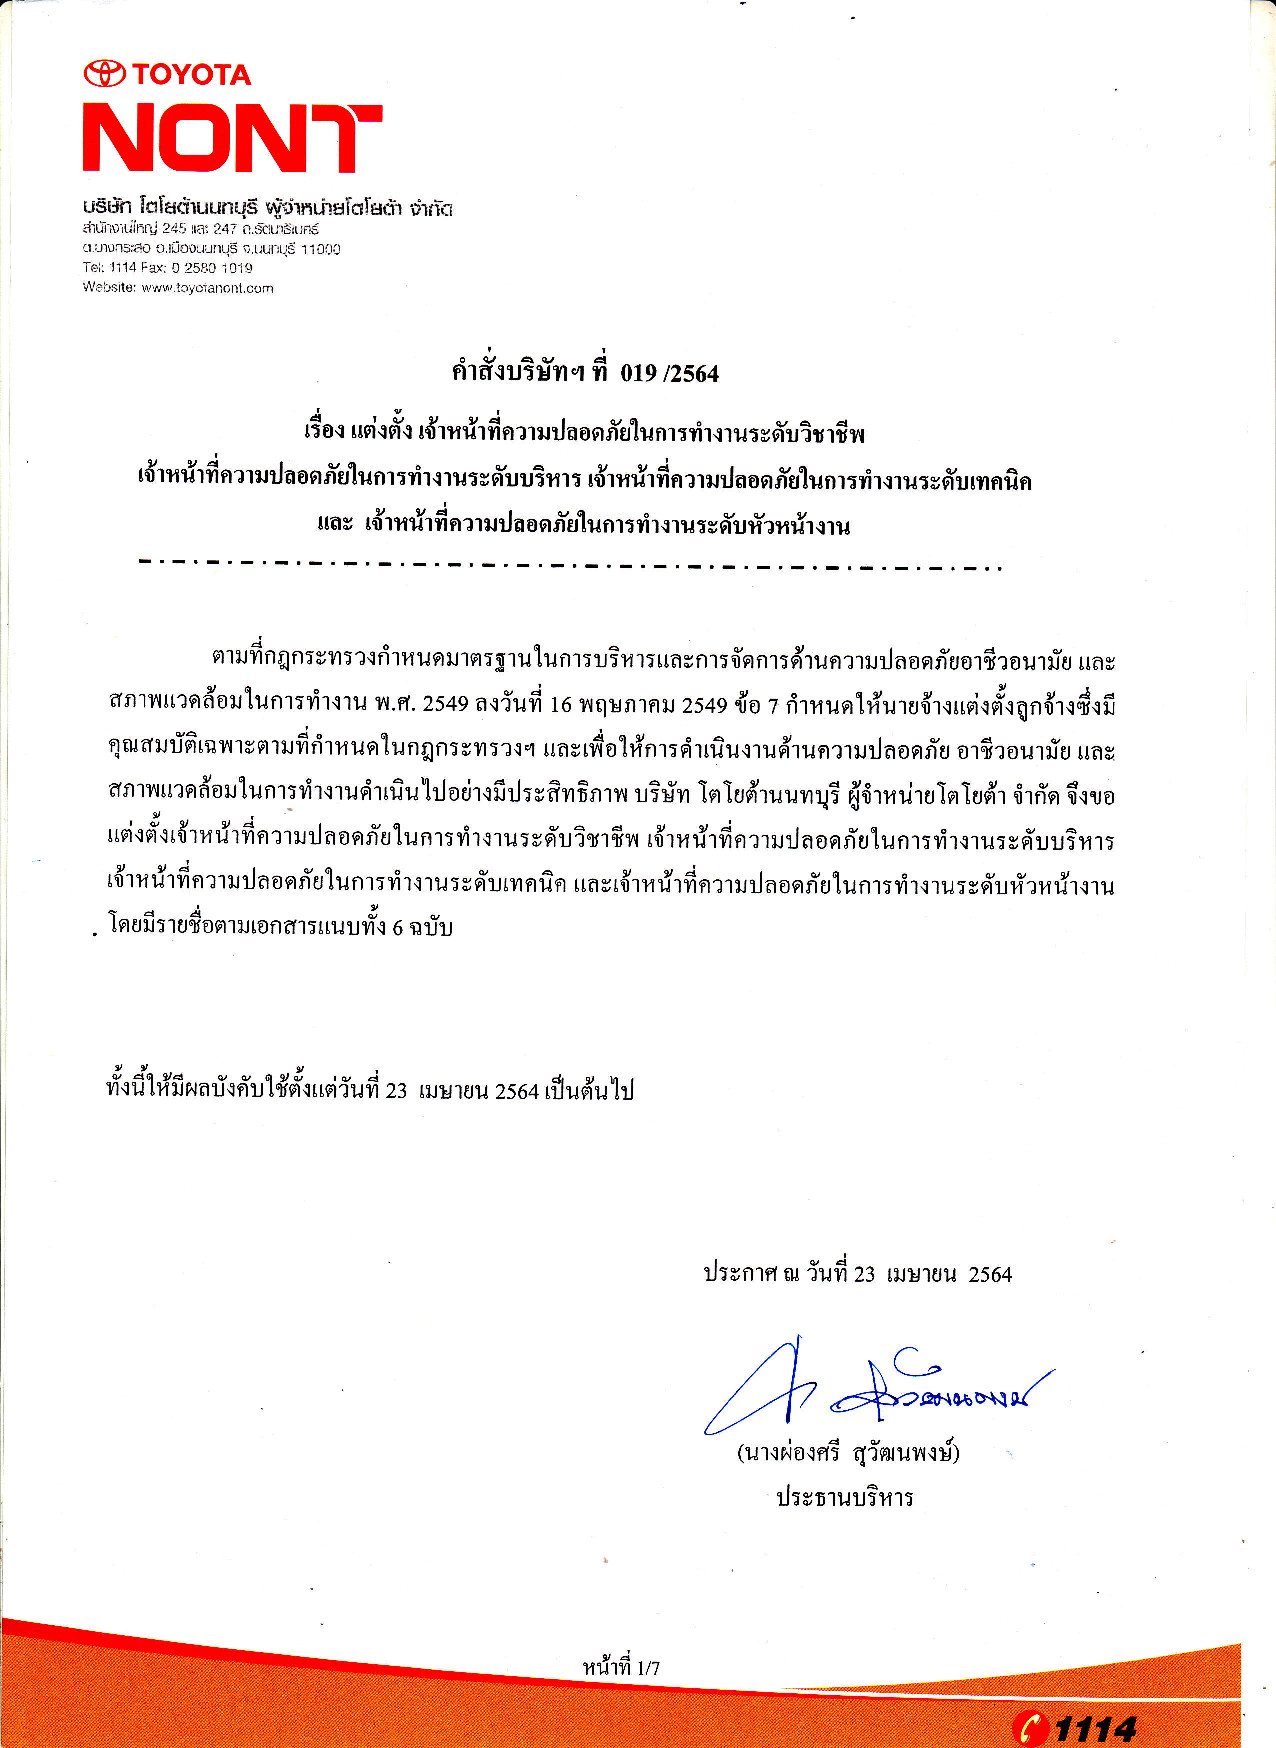 TOYOTA
NONT
บริษัท โตโยต้านนทบุรี ผู้จำหน่ายโตโยต้า จำกัด
สำนักงานใหญ่ 245 และ 247 ถ.รัตนาธิเบศร์
ต.บางกระสอ อ.เมืองนนทบุรี จ.นนทบุรี 11000
Tel: 1114 Fax: 0 2580 1019
Website: www.toyotanont.com
คำสั่งบริษัทฯ ที่ 019 /2564
เรื่อง แต่งตั้ง เจ้าหน้าที่ความปลอดภัยในการทำงานระดับวิชาชีพ
เจ้าหน้าที่ความปลอดภัยในการทำงานระดับบริหาร เจ้าหน้าที่ความปลอดภัยในการทำงานระดับเทคนิค
และ เจ้าหน้าที่ความปลอดภัยในการทำงานระดับหัวหน้างาน
ตามที่กฎกระทรวงกำหนดมาตรฐานในการบริหารและการจัดการด้านความปลอดภัยอาชีวอนามัย และ
สภาพแวดล้อมในการทำงาน พ.ศ. 2549 ลงวันที่ 16 พฤษภาคม 2549 ข้อ 7 กำหนดให้นายจ้างแต่งตั้งลูกจ้างซึ่งมี
คุณสมบัติเฉพาะตามที่กำหนดในกฎกระทรวงฯ และเพื่อให้การดำเนินงานด้านความปลอดภัย อาชีวอนามัย และ
สภาพแวดล้อมในการทำงานดำเนินไปอย่างมีประสิทธิภาพ บริษัท โตโยต้านนทบุรี ผู้จำหน่ายโตโยต้า จำกัด จึงขอ
แต่งตั้งเจ้าหน้าที่ความปลอดภัยในการทำงานระดับวิชาชีพ เจ้าหน้าที่ความปลอดภัยในการทำงานระดับบริหาร
เจ้าหน้าที่ความปลอดภัยในการทำงานระดับเทคนิค และเจ้าหน้าที่ความปลอดภัยในการทำงานระดับหัวหน้างาน
โดยมีรายชื่อตามเอกสารแนบทั้ง 6 ฉบับ
ทั้งนี้ให้มีผลบังคับใช้ตั้งแต่วันที่ 23 เมษายน 2564 เป็นต้นไป
ประกาศ ณ วันที่ 23 เมษายน 2564
(นางผ่องศรี สุวัฒนพงษ์)
ประธานบริหาร
หน้าที่ 1/7
1114